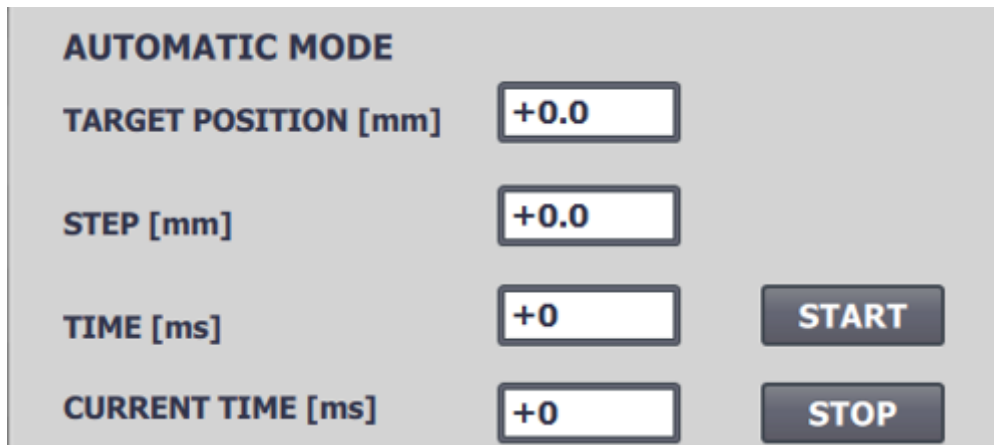 AUTOMATIC MODE
TARGET POSITION [mm] +0.0
STEP [mm] +0.0
TIME [ms] +0 START
CURRENT TIME [ms] +0 STOP